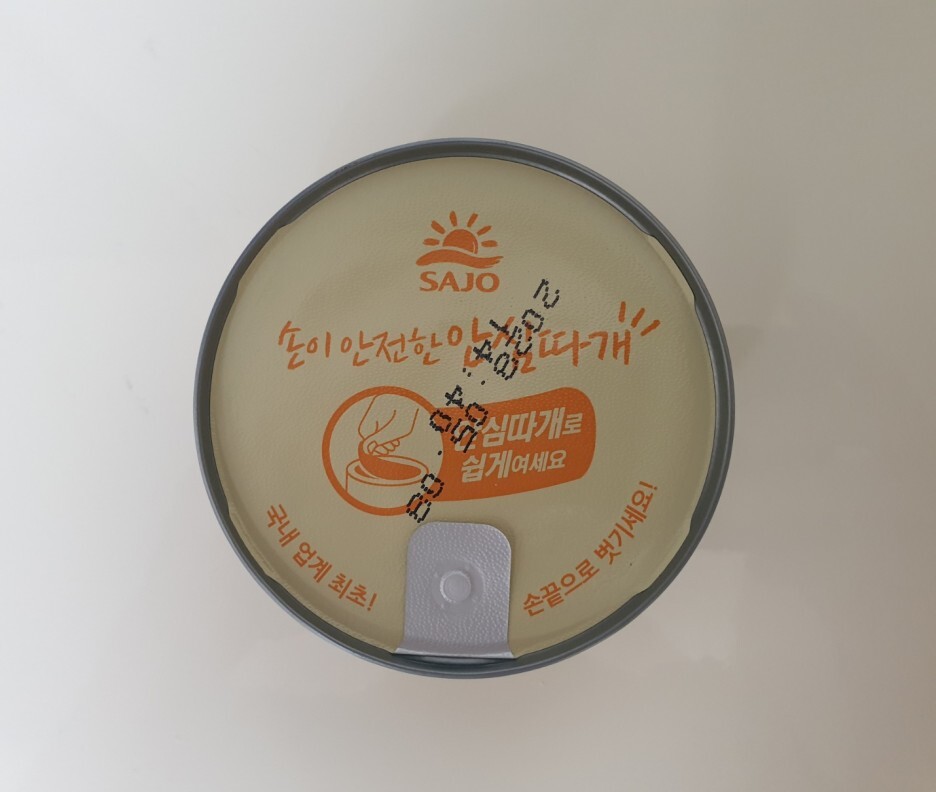 SAJO
손이 안전한 안심따개
안심따개로
쉽게여세요
국내 업계 최초!
손끝으로 벗기세요!